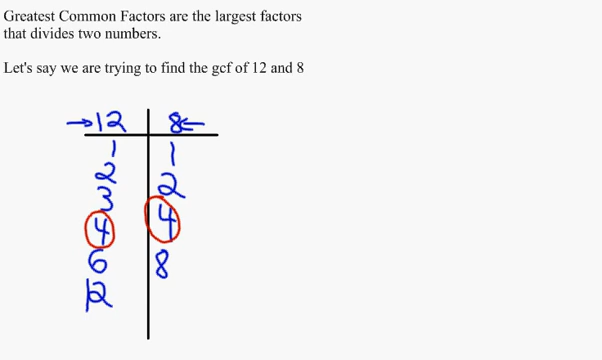 Greatest Common Factors are the largest factors
that divides two numbers.
Let's say we are trying to find the gcf of 12 and 8
→12 8←
1 1
2 2
3
4 4
6 8
12